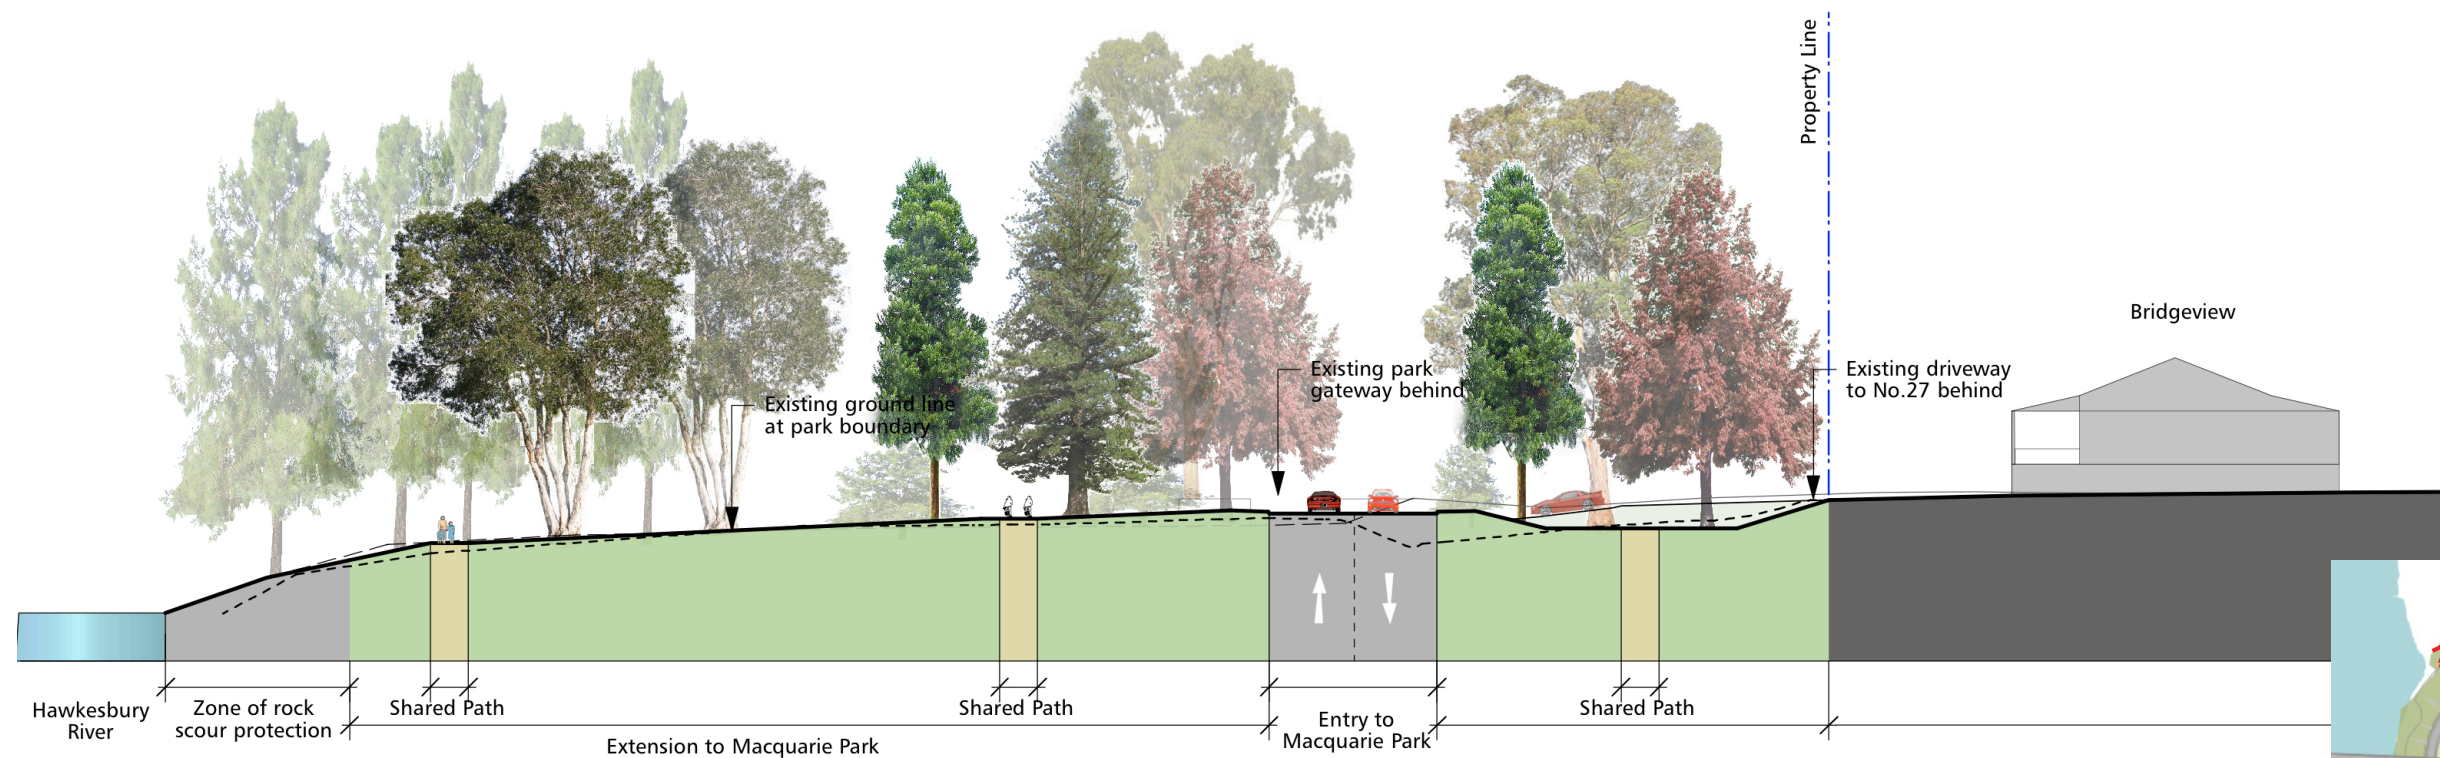 Property Line
Bridgeview
Existing park
gateway behind
Existing driveway
to No.27 behind
Existing ground line
at park boundary
Hawkesbury
River
Zone of rock
scour protection
Shared Path
Shared Path
Shared Path
Entry to
Macquarie Park
Extension to Macquarie Park